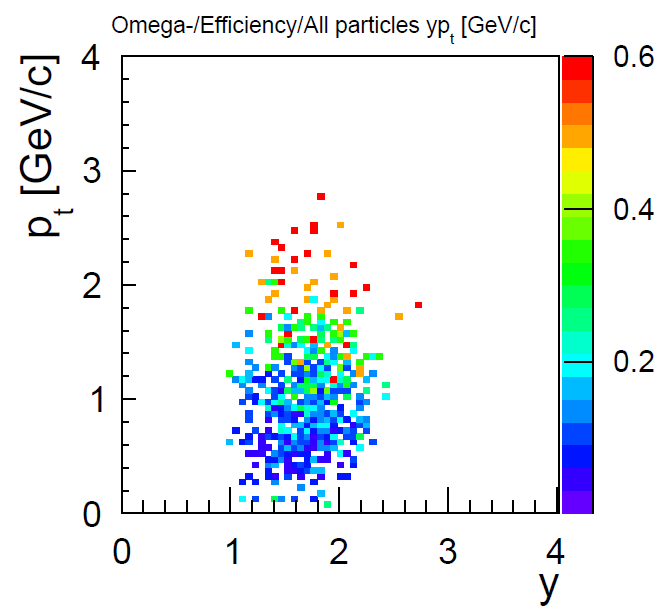 Omega-/Efficiency/All particles yp_t [GeV/c]
p_t [GeV/c]
4
3
2
1
0
0 1 2 3 4
y
0.6
0.4
0.2